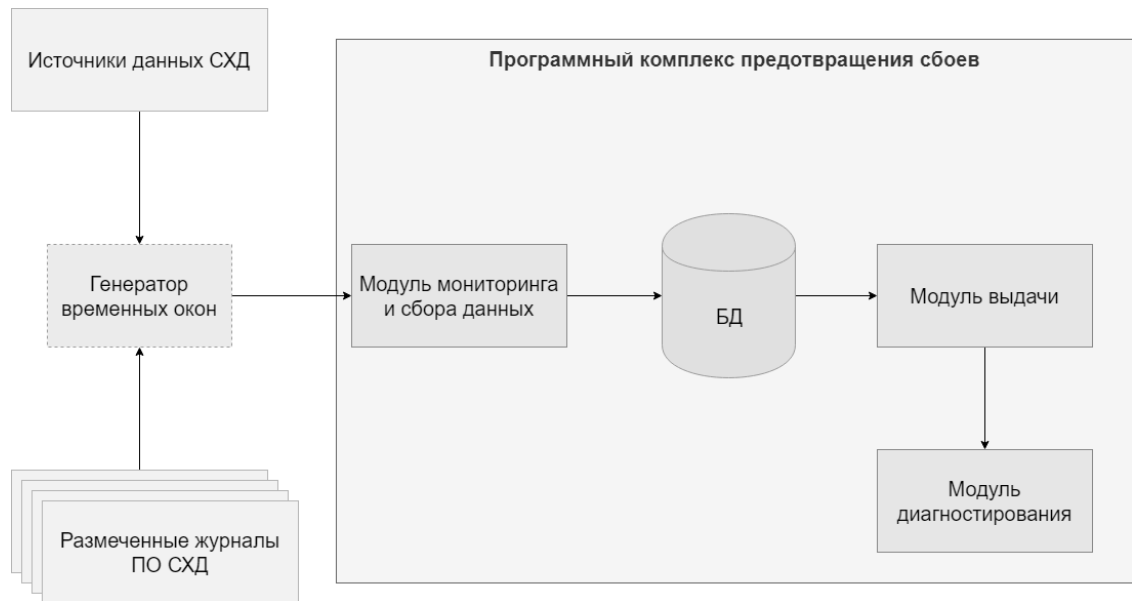 Источники данных СХД
Программный комплекс предотвращения сбоев
Генератор
временных окон
Модуль мониторинга
и сбора данных
БД
Модуль выдачи
Модуль
диагностирования
Размеченные журналы
ПО СХД